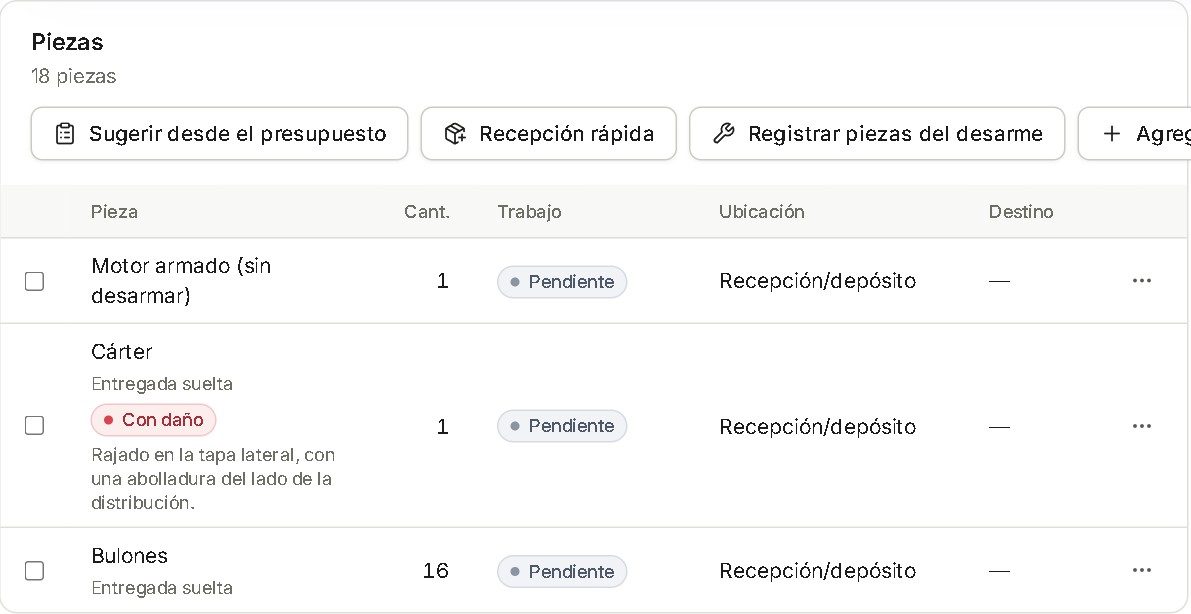 Piezas
18 piezas
Sugerir desde el presupuesto
Recepción rápida
Registrar piezas del desarme
+ Agreg
Pieza
Cant.
Trabajo
Ubicación
Destino
Motor armado (sin
desarmar)
1
Pendiente
Recepción/depósito
—
Cárter
Entregada suelta
Con daño
Rajado en la tapa lateral, con
una abolladura del lado de la
distribución.
1
Pendiente
Recepción/depósito
—
Bulones
Entregada suelta
16
Pendiente
Recepción/depósito
—